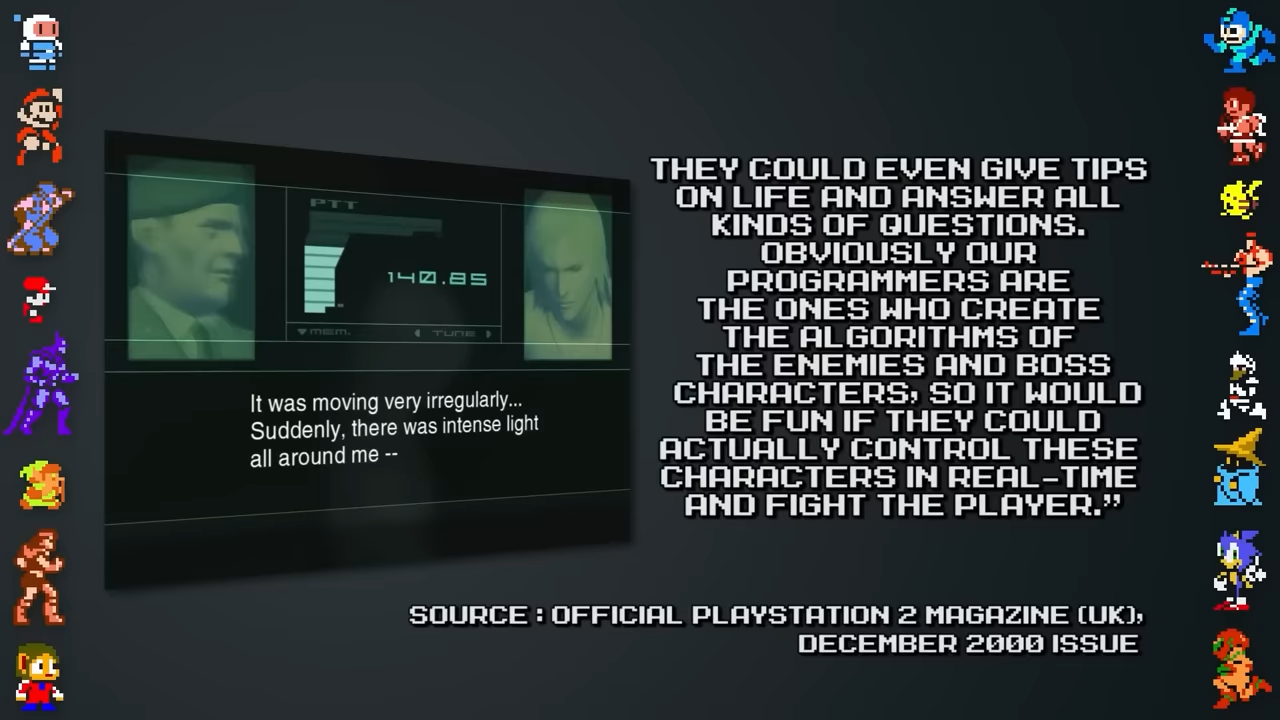 PTT
140.85
MEM.
TUNE
It was moving very irregularly...
Suddenly, there was intense light
all around me --
THEY COULD EVEN GIVE TIPS
ON LIFE AND ANSWER ALL
KINDS OF QUESTIONS.
OBVIOUSLY OUR
PROGRAMMERS ARE
THE ONES WHO CREATE
THE ALGORITHMS OF
THE ENEMIES AND BOSS
CHARACTERS, SO IT WOULD
BE FUN IF THEY COULD
ACTUALLY CONTROL THESE
CHARACTERS IN REAL-TIME
AND FIGHT THE PLAYER.”
SOURCE : OFFICIAL PLAYSTATION 2 MAGAZINE (UK),
DECEMBER 2000 ISSUE